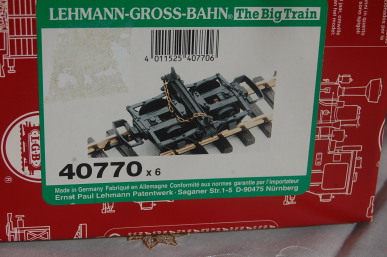 LEHMANN-GROSS-BAHN® The Big Train
4 011525 407706
LGB
40770 x 6
Made in Germany Fabriqué en Allemagne Conformité aux normes garantie par l'importateur
Ernst Paul Lehmann Patentwerk · Saganer Str.1-5 D-90475 Nürnberg